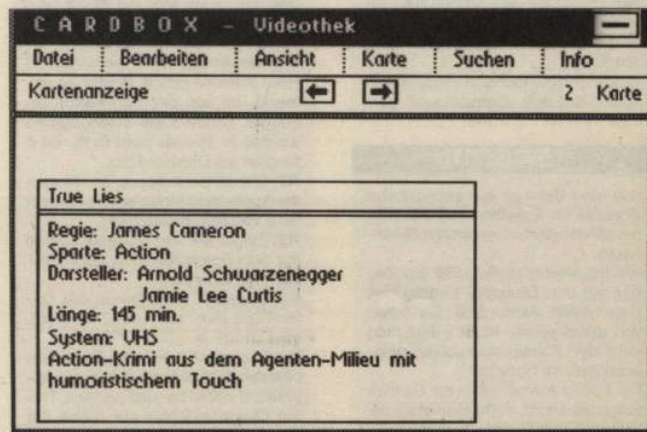 CARDBOX - Videothek
Datei Bearbeiten Ansicht Karte Suchen Info
Kartenanzeige 2 Karte
True Lies
Regie: James Cameron
Sparte: Action
Darsteller: Arnold Schwarzenegger
Jamie Lee Curtis
Länge: 145 min.
System: VHS
Action-Krimi aus dem Agenten-Milieu mit
humoristischem Touch